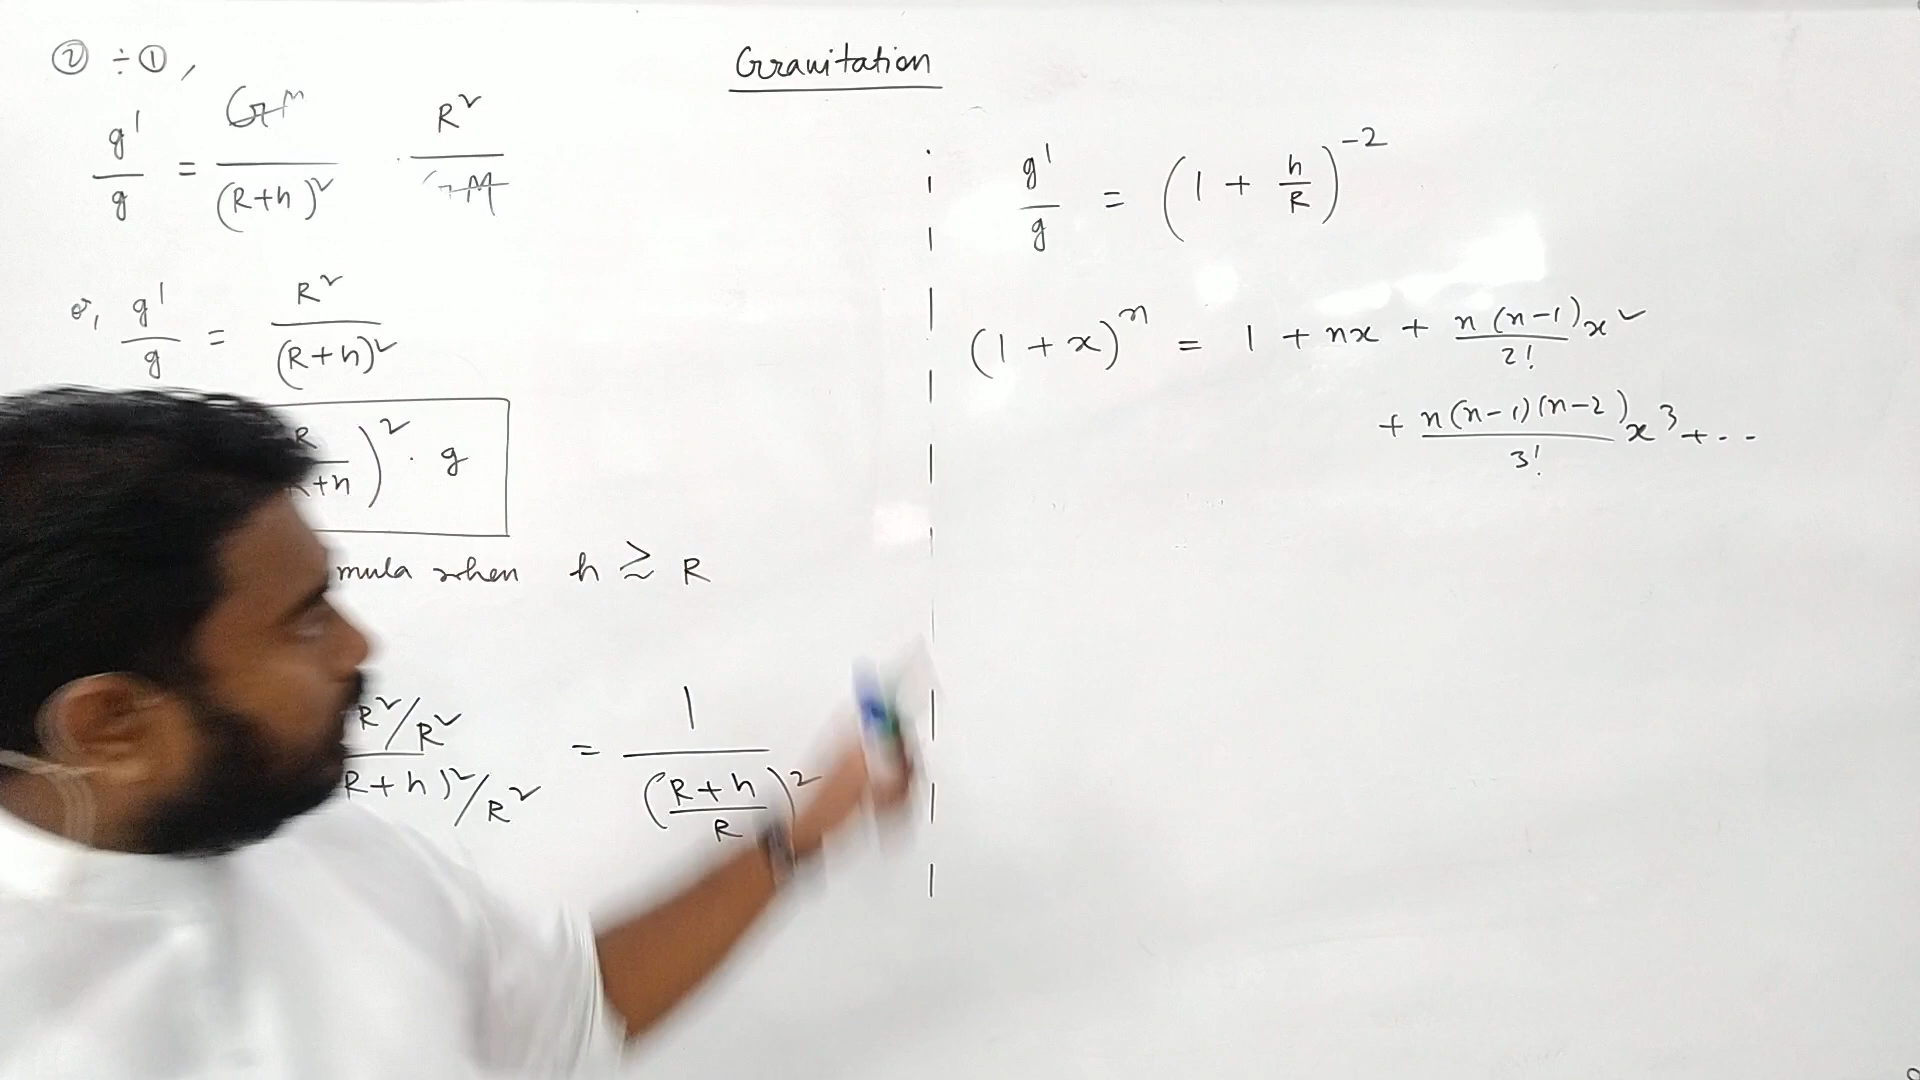 Gravitation
② ÷ ①,
g'/g = GM/(R+h)² · R²/GM
or, g'/g = R²/(R+h)²
R/R+h)² · g
mula when h ≳ R
R²/R² / R+h)²/R² = 1/((R+h)/R)²
g'/g = (1 + h/R)⁻²
(1 + x)ⁿ = 1 + nx + n(n-1)/2! x²
+ n(n-1)(n-2)/3! x³ + ..